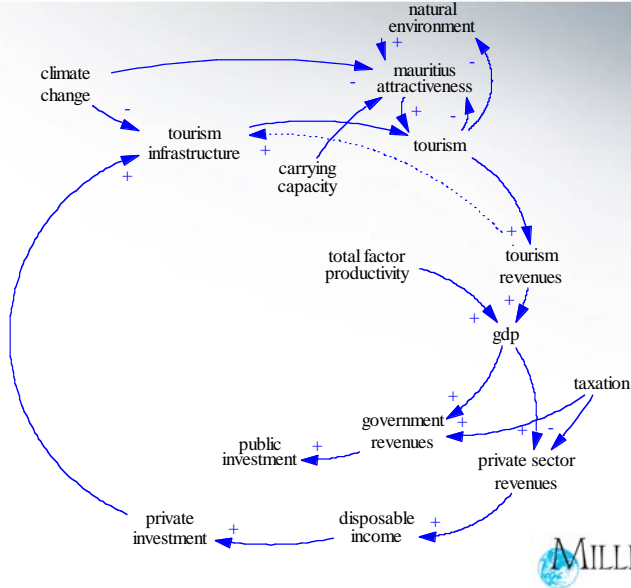 natural
environment
+
-
climate
change
mauritius
attractiveness
-
+
-
-
tourism
infrastructure
+
+
carrying
capacity
tourism
+
tourism
revenues
total factor
productivity
+
+
gdp
taxation
+
+
+
-
government
revenues
public
investment
+
private sector
revenues
private
investment
+
disposable
income
+
MILL